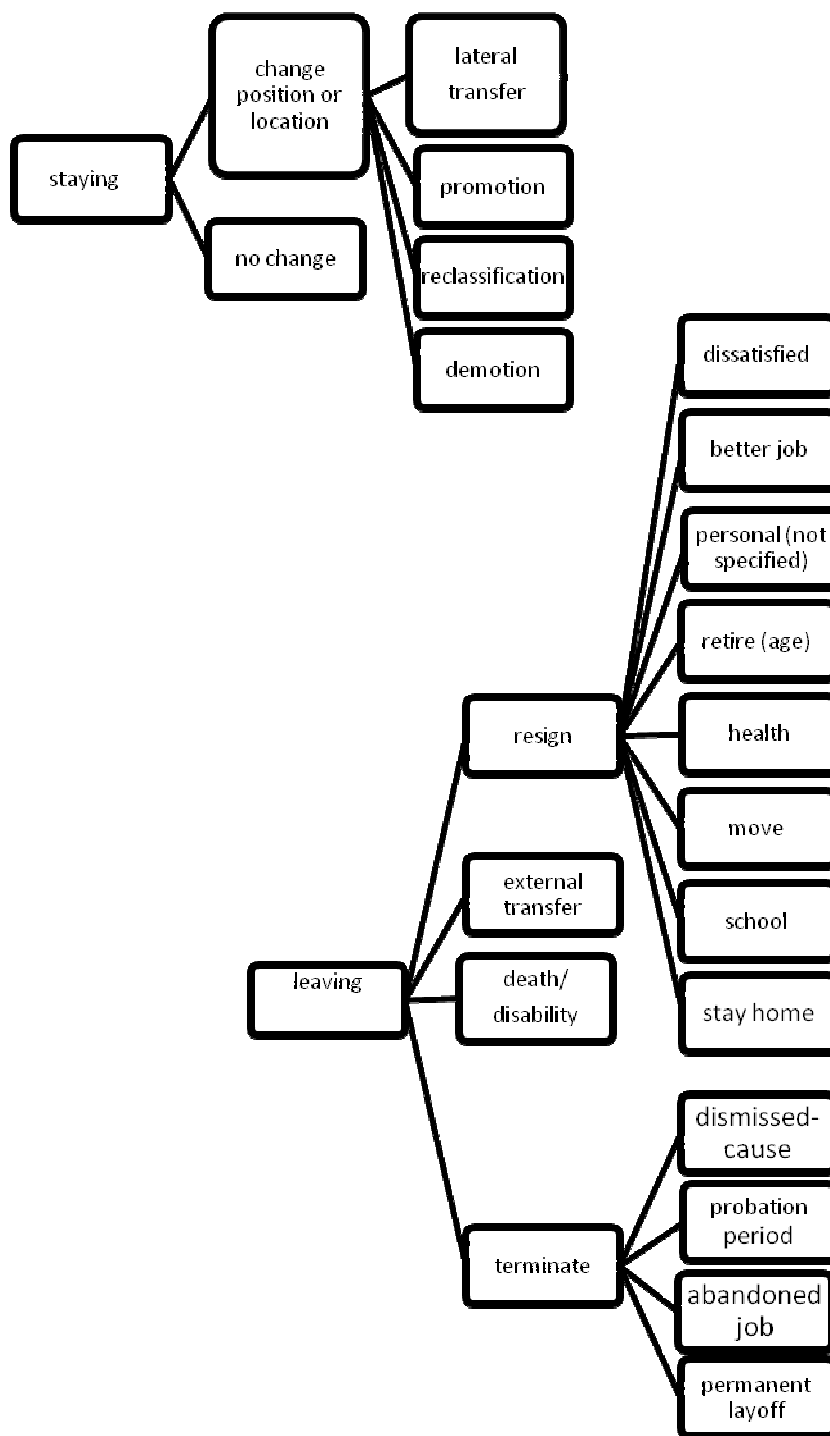 change
position or
location
lateral
transfer
staying
promotion
no change
reclassification
demotion
dissatisfied
better job
personal (not
specified)
retire (age)
resign
health
move
external
transfer
school
leaving
death/
disability
stay home
dismissed-
cause
probation
period
terminate
abandoned
job
permanent
layoff